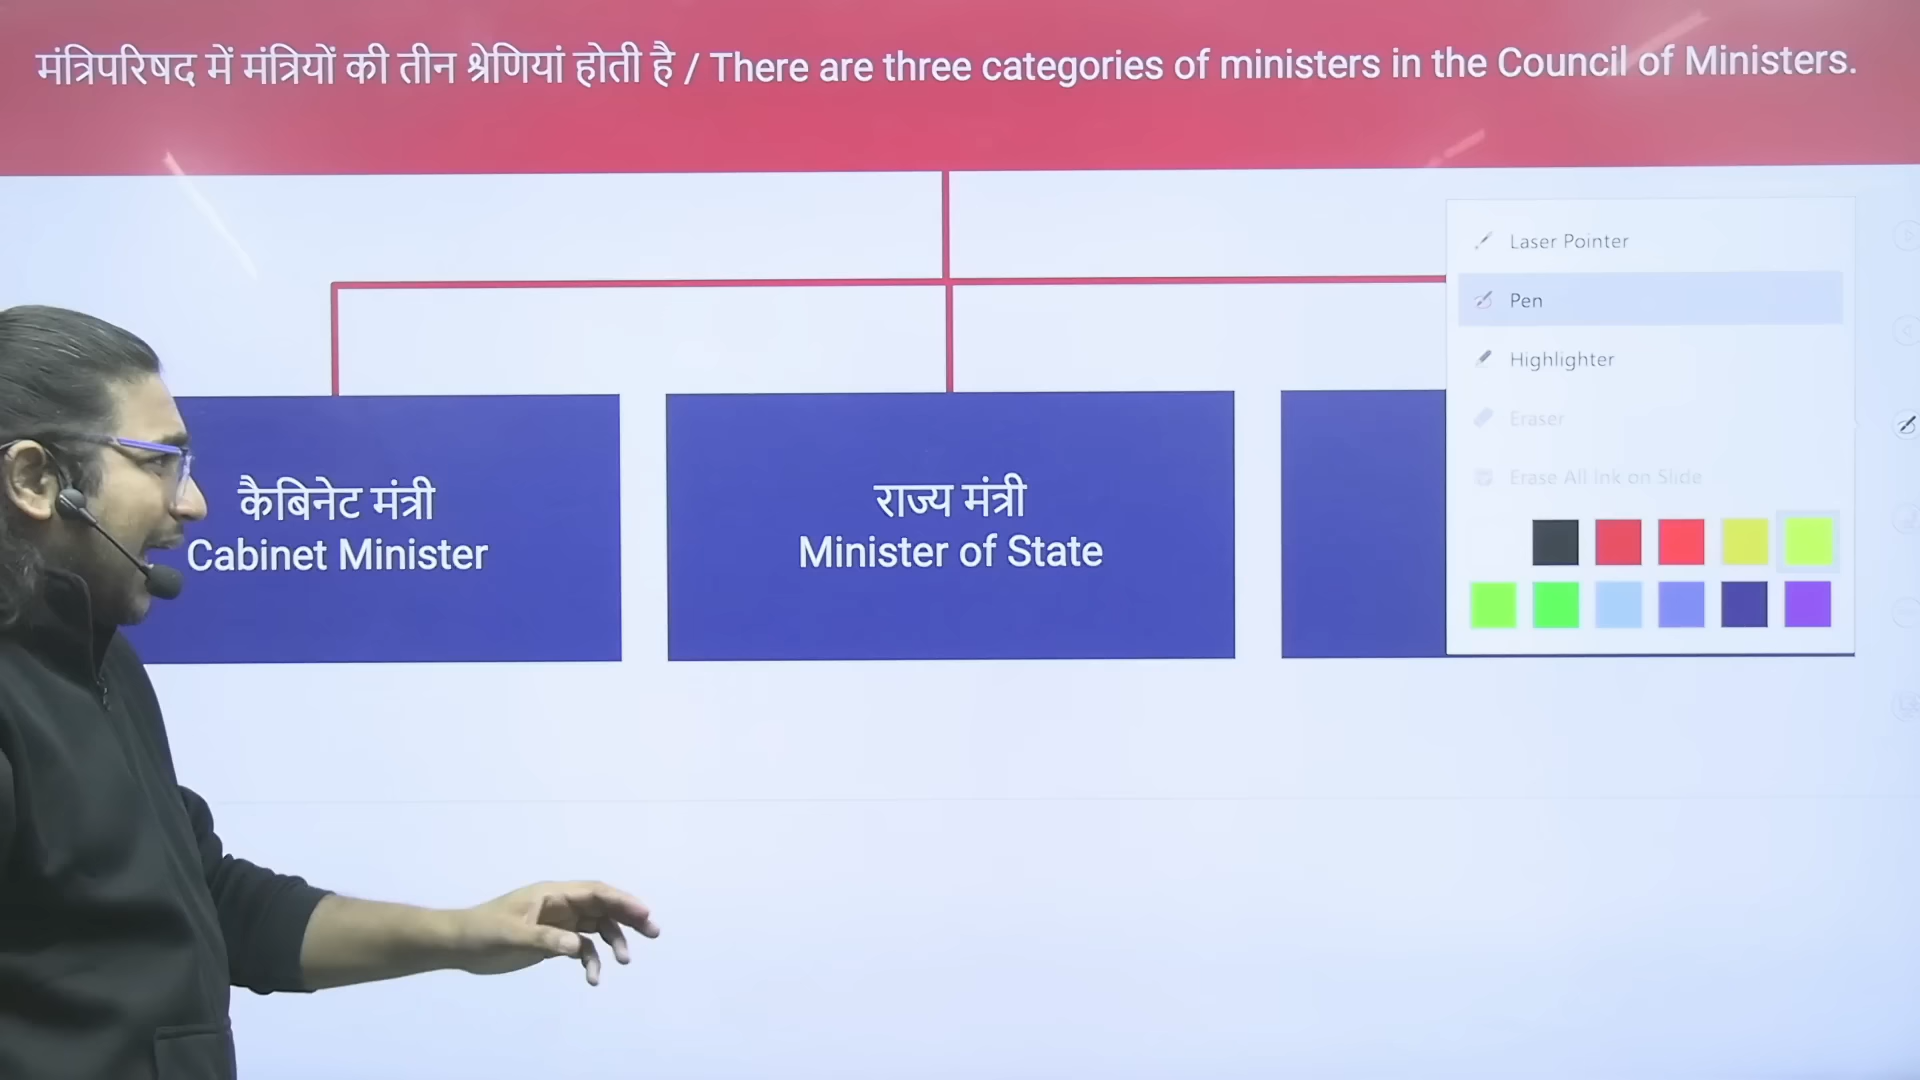 मंत्रिपरिषद में मंत्रियों की तीन श्रेणियां होती है / There are three categories of ministers in the Council of Ministers.
कैबिनेट मंत्री
Cabinet Minister
राज्य मंत्री
Minister of State
Laser Pointer
Pen
Highlighter
Eraser
Erase All Ink on Slide